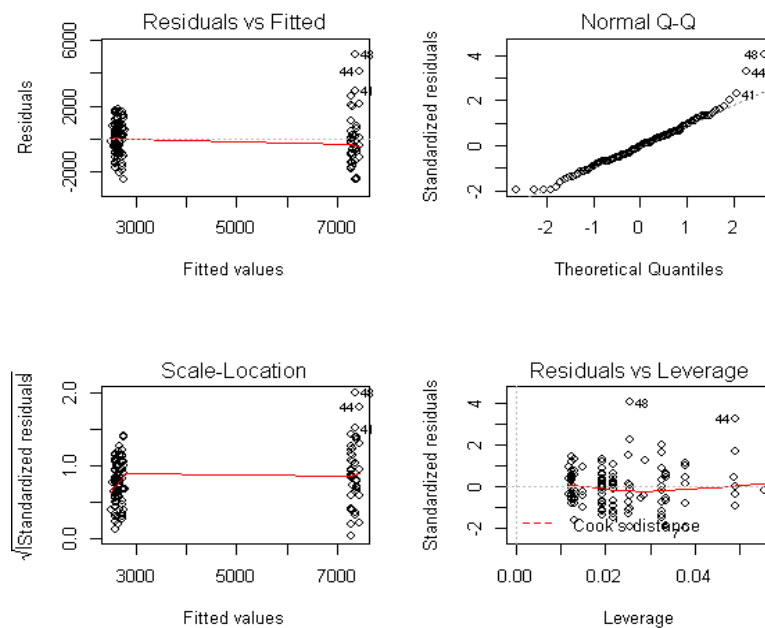 Residuals vs Fitted
Residuals
6000
2000
-2000
48
44
41
3000 5000 7000
Fitted values
Normal Q-Q
Standardized residuals
4
2
0
-2
48
44
41
-2 -1 0 1 2
Theoretical Quantiles
Scale-Location
√|Standardized residuals|
2.0
1.0
0.0
48
44
41
3000 5000 7000
Fitted values
Residuals vs Leverage
Standardized residuals
4
2
0
-2
48
44
Cook's distance
0.00 0.02 0.04
Leverage